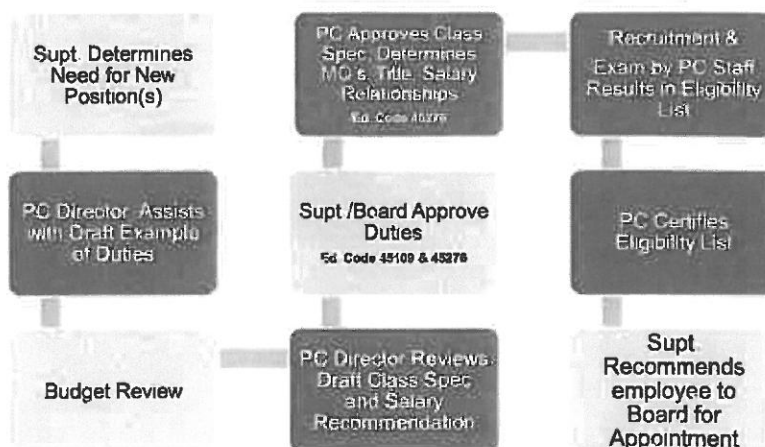 Supt. Determines
Need for New
Position(s)
PC Director Assists
with Draft Example
of Duties
Budget Review
PC Director Reviews
Draft Class Spec
and Salary
Recommendation
Supt /Board Approve
Duties
Ed. Code 45109 & 45276
PC Approves Class
Spec, Determines
MQ's, Title, Salary
Relationships
Ed. Code 45276
Recruitment &
Exam by PC Staff
Results in Eligibility
List
PC Certifies
Eligibility List
Supt
Recommends
employee to
Board for
Appointment